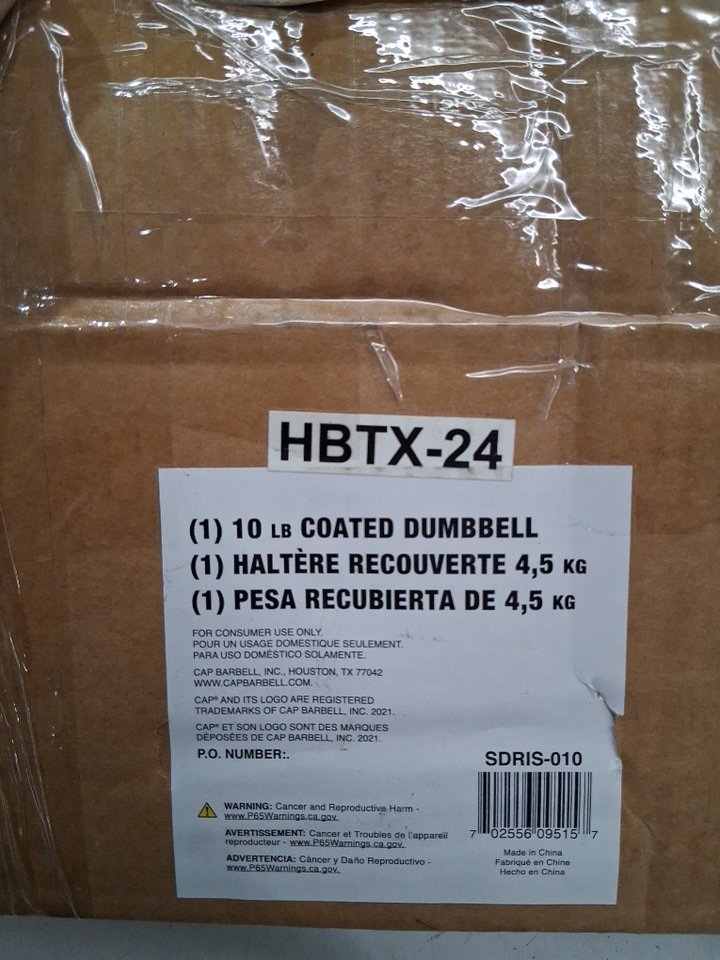 HBTX-24
(1) 10 LB COATED DUMBBELL
(1) HALTÈRE RECOUVERTE 4,5 KG
(1) PESA RECUBIERTA DE 4,5 KG
FOR CONSUMER USE ONLY.
POUR UN USAGE DOMESTIQUE SEULEMENT.
PARA USO DOMÉSTICO SOLAMENTE.
CAP BARBELL, INC., HOUSTON, TX 77042
WWW.CAPBARBELL.COM.
CAP® AND ITS LOGO ARE REGISTERED
TRADEMARKS OF CAP BARBELL, INC. 2021.
CAP® ET SON LOGO SONT DES MARQUES
DÉPOSÉES DE CAP BARBELL, INC. 2021.
P.O. NUMBER:.
SDRIS-010
7 02556 09515 7
Made in China
Fabriqué en Chine
Hecho en China
WARNING: Cancer and Reproductive Harm -
www.P65Warnings.ca.gov.
AVERTISSEMENT: Cancer et Troubles de l'appareil
reproducteur - www.P65Warnings.ca.gov.
ADVERTENCIA: Cáncer y Daño Reproductivo -
www.P65Warnings.ca.gov.